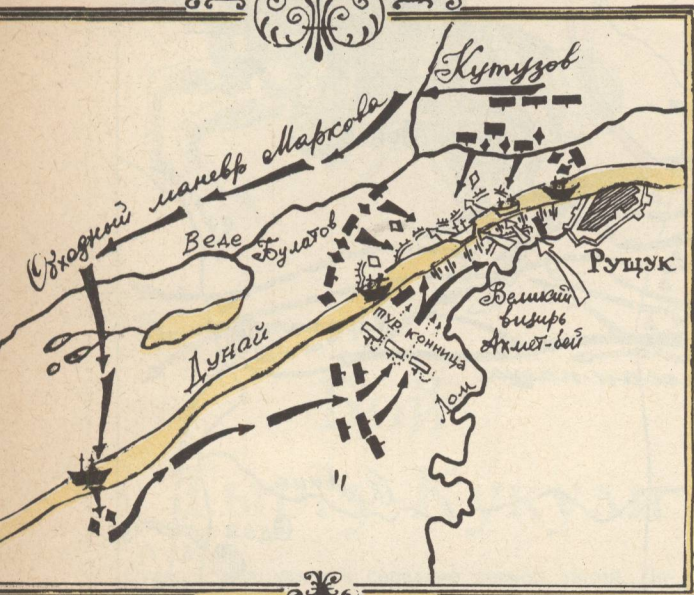 Кутузов
Обходный маневр Маркова
Веде
Булатов
Рущук
Великий
визирь
Ахмет-бей
Дунай
тур. конница
Лом